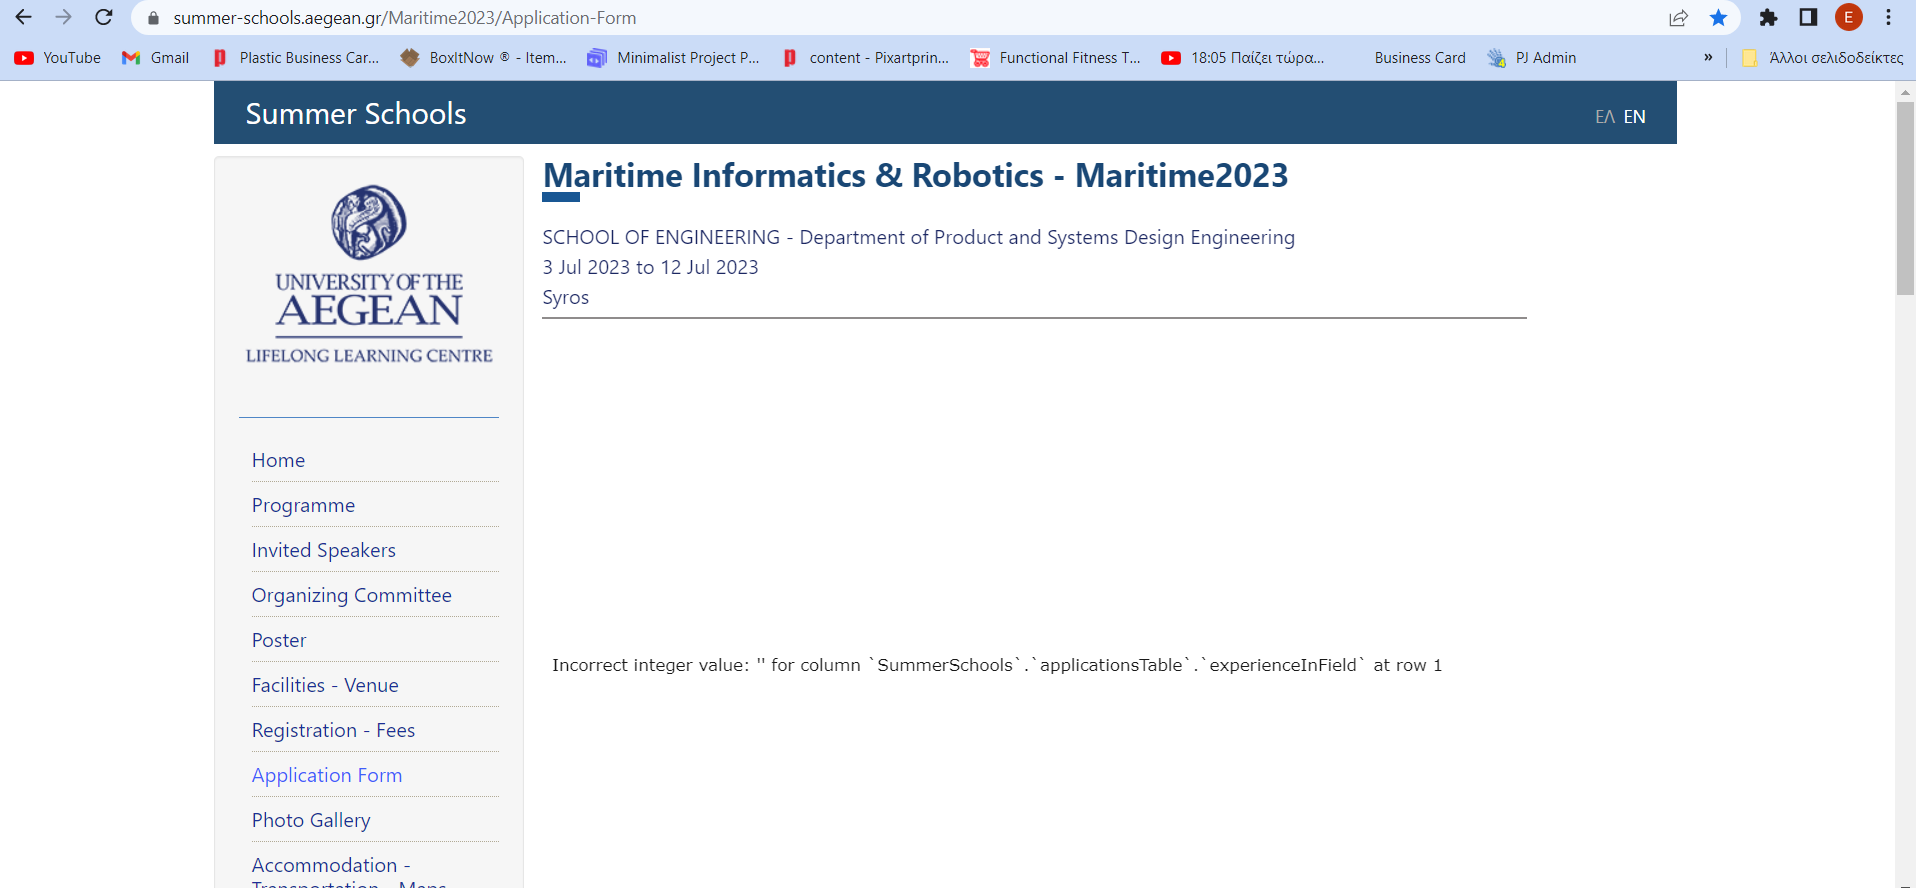 summer-schools.aegean.gr/Maritime2023/Application-Form
E
YouTube
Gmail
Plastic Business Car...
BoxItNow ® - Item...
Minimalist Project P...
content - Pixartprin...
Functional Fitness T...
18:05 Παίζει τώρα...
Business Card
PJ Admin
»
Άλλοι σελιδοδείκτες
Summer Schools
ΕΛ EN
UNIVERSITY OF THE
AEGEAN
LIFELONG LEARNING CENTRE
Home
Programme
Invited Speakers
Organizing Committee
Poster
Facilities - Venue
Registration - Fees
Application Form
Photo Gallery
Accommodation -
Transportation - Maps
Maritime Informatics & Robotics - Maritime2023
SCHOOL OF ENGINEERING - Department of Product and Systems Design Engineering
3 Jul 2023 to 12 Jul 2023
Syros
Incorrect integer value: '' for column `SummerSchools`.`applicationsTable`.`experienceInField` at row 1